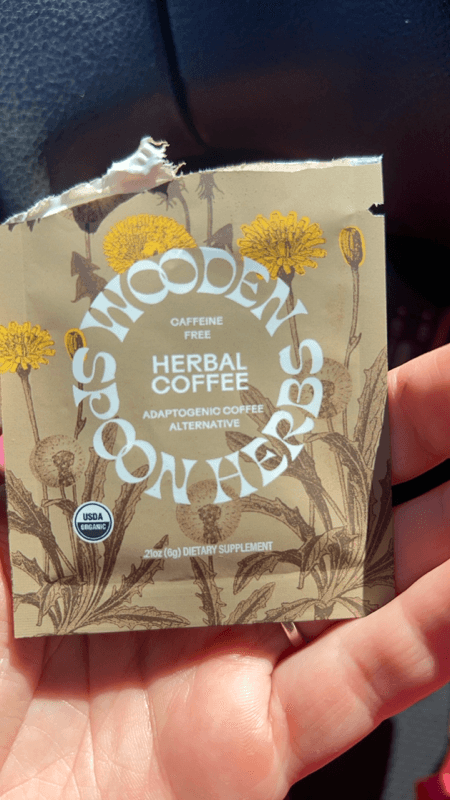 WOODEN
SPOON HERBS
CAFFEINE
FREE
HERBAL
COFFEE
ADAPTOGENIC COFFEE
ALTERNATIVE
USDA
ORGANIC
.21oz (6g) DIETARY SUPPLEMENT